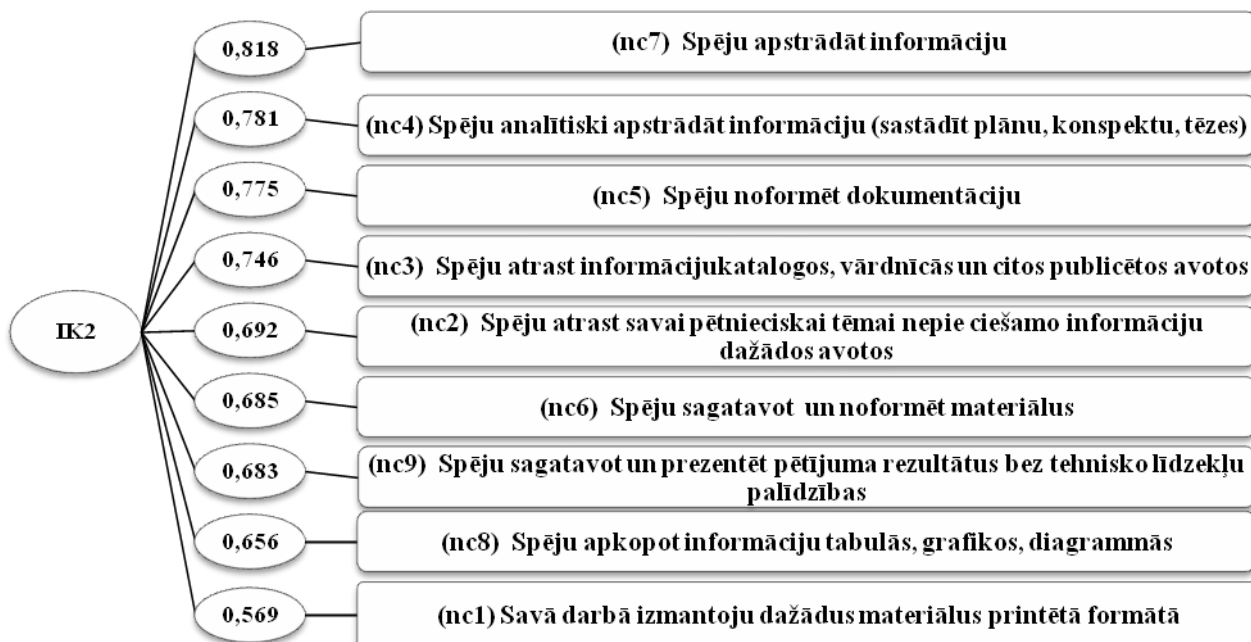 0,818
(nc7) Spēju apstrādāt informāciju
0,781
(nc4) Spēju analītiski apstrādāt informāciju (sastādīt plānu, konspektu, tēzes)
0,775
(nc5) Spēju noformēt dokumentāciju
0,746
(nc3) Spēju atrast informācijukatalogos, vārdnīcās un citos publicētos avotos
IK2
0,692
(nc2) Spēju atrast savai pētnieciskai tēmai nepie ciešamo informāciju
dažādos avotos
0,685
(nc6) Spēju sagatavot un noformēt materiālus
0,683
(nc9) Spēju sagatavot un prezentēt pētījuma rezultātus bez tehnisko līdzekļu
palīdzības
0,656
(nc8) Spēju apkopot informāciju tabulās, grafikos, diagrammās
0,569
(nc1) Savā darbā izmantoju dažādus materiālus printētā formātā